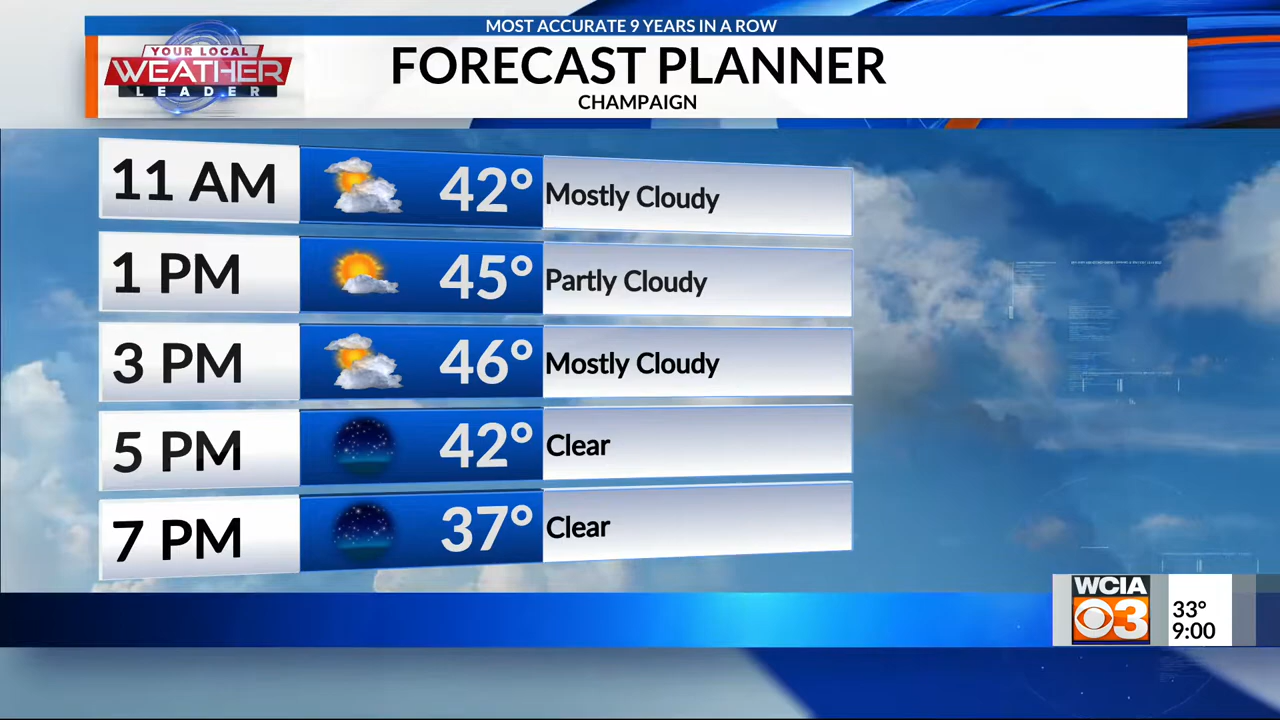 MOST ACCURATE 9 YEARS IN A ROW
YOUR LOCAL
WEATHER
LEADER
FORECAST PLANNER
CHAMPAIGN
11 AM 42° Mostly Cloudy
1 PM 45° Partly Cloudy
3 PM 46° Mostly Cloudy
5 PM 42° Clear
7 PM 37° Clear
WCIA
3
33°
9:00